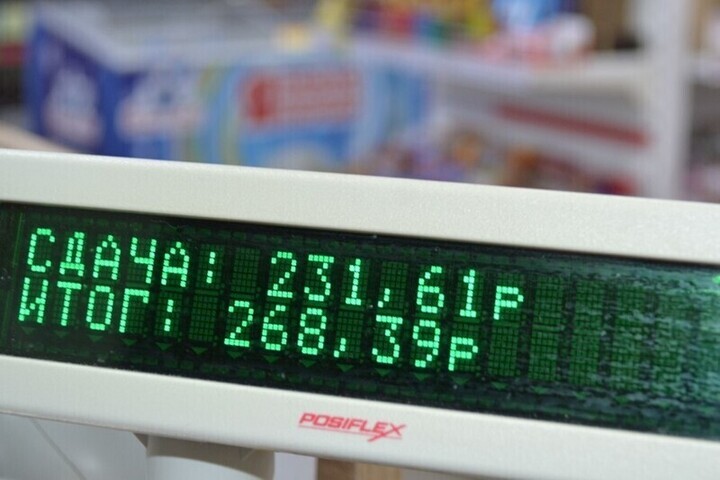 СДАЧА: 231,61р
ИТОГ: 268,39р
POSIFLEX